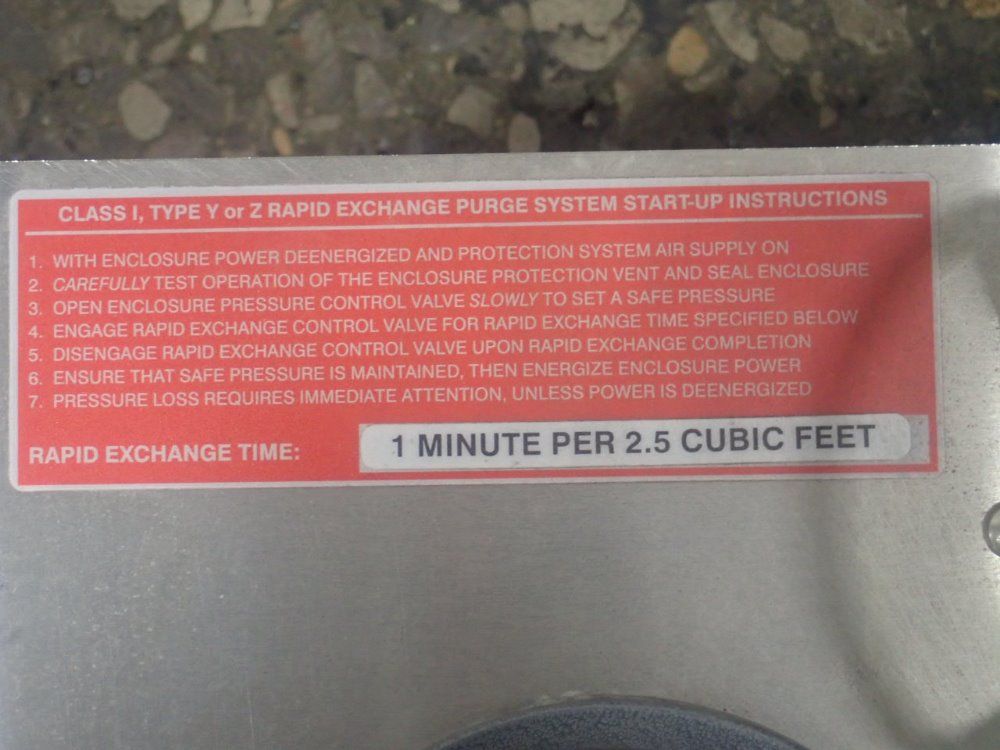 CLASS I, TYPE Y or Z RAPID EXCHANGE PURGE SYSTEM START-UP INSTRUCTIONS
1. WITH ENCLOSURE POWER DEENERGIZED AND PROTECTION SYSTEM AIR SUPPLY ON
2. CAREFULLY TEST OPERATION OF THE ENCLOSURE PROTECTION VENT AND SEAL ENCLOSURE
3. OPEN ENCLOSURE PRESSURE CONTROL VALVE SLOWLY TO SET A SAFE PRESSURE
4. ENGAGE RAPID EXCHANGE CONTROL VALVE FOR RAPID EXCHANGE TIME SPECIFIED BELOW
5. DISENGAGE RAPID EXCHANGE CONTROL VALVE UPON RAPID EXCHANGE COMPLETION
6. ENSURE THAT SAFE PRESSURE IS MAINTAINED, THEN ENERGIZE ENCLOSURE POWER
7. PRESSURE LOSS REQUIRES IMMEDIATE ATTENTION, UNLESS POWER IS DEENERGIZED
RAPID EXCHANGE TIME: 1 MINUTE PER 2.5 CUBIC FEET